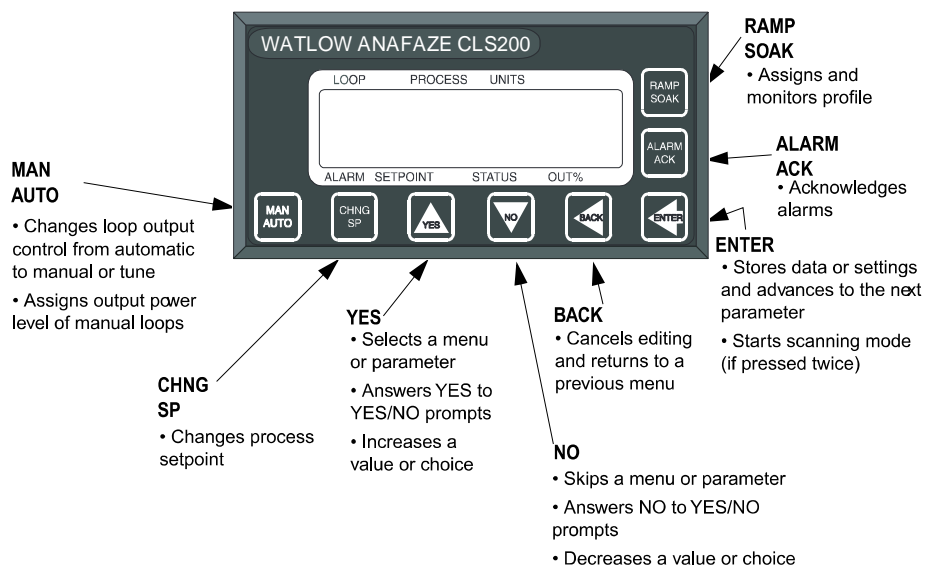 WATLOW ANAFAZE CLS200
LOOP PROCESS UNITS
ALARM SETPOINT STATUS OUT%
RAMP
SOAK
ALARM
ACK
MAN
AUTO
CHNG
SP
YES
NO
BACK
ENTER
RAMP
SOAK
• Assigns and
monitors profile
ALARM
ACK
• Acknowledges
alarms
ENTER
• Stores data or settings
and advances to the next
parameter
• Starts scanning mode
(if pressed twice)
MAN
AUTO
• Changes loop output
control from automatic
to manual or tune
• Assigns output power
level of manual loops
CHNG
SP
• Changes process
setpoint
YES
• Selects a menu
or parameter
• Answers YES to
YES/NO prompts
• Increases a
value or choice
BACK
• Cancels editing
and returns to a
previous menu
NO
• Skips a menu or parameter
• Answers NO to YES/NO
prompts
• Decreases a value or choice